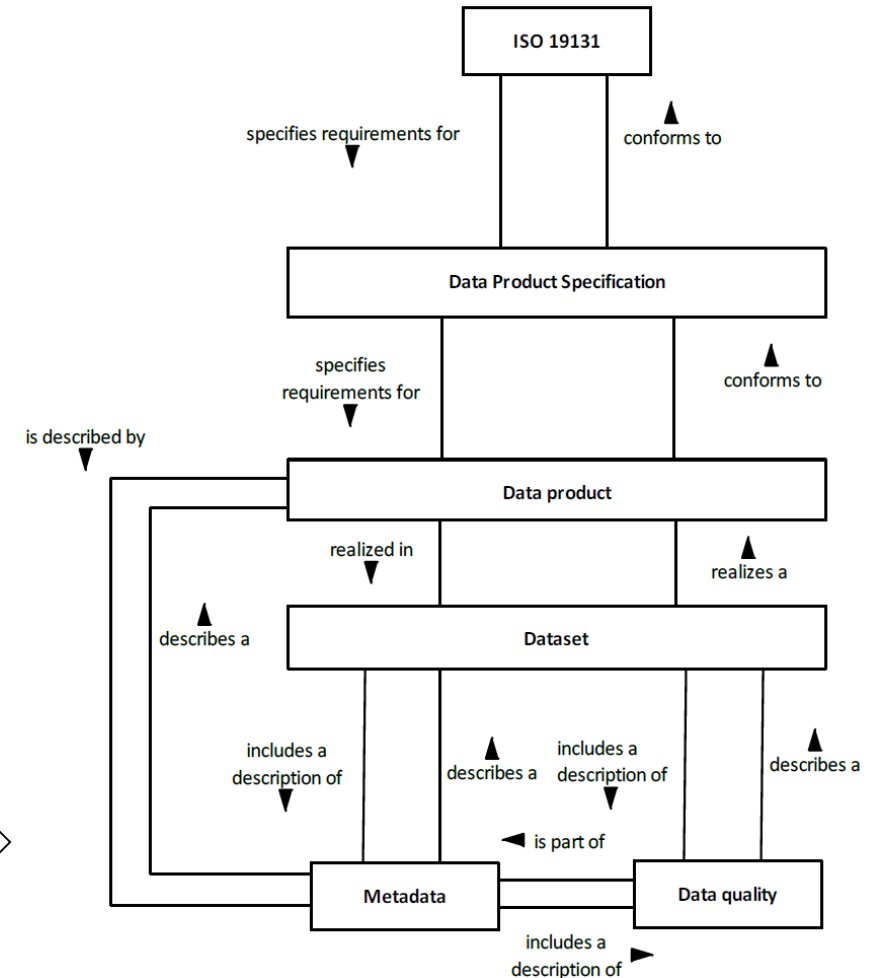 ISO 19131
specifies requirements for
conforms to
Data Product Specification
specifies
requirements for
conforms to
is described by
Data product
realized in
realizes a
describes a
Dataset
includes a
description of
describes a
includes a
description of
describes a
is part of
Metadata
Data quality
includes a
description of